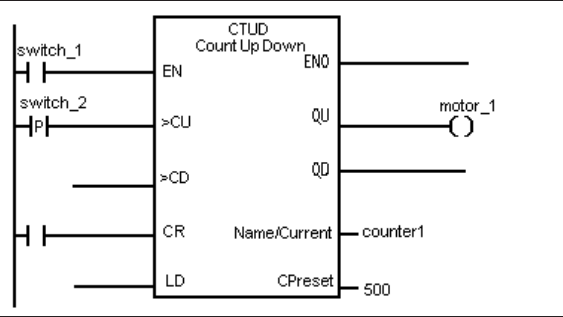 CTUD
Count Up Down
switch_1
EN
ENO
switch_2
P
>CU
QU
motor_1
>CD
QD
CR
Name/Current
counter1
LD
CPreset
500